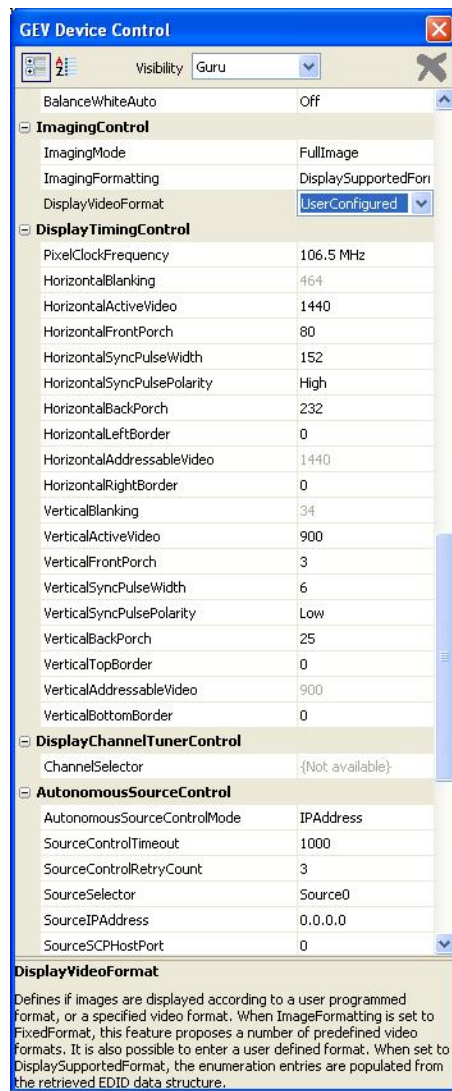 GEV Device Control
Visibility Guru
BalanceWhiteAuto Off
ImagingControl
ImagingMode FullImage
ImagingFormatting DisplaySupportedFor
DisplayVideoFormat UserConfigured
DisplayTimingControl
PixelClockFrequency 106.5 MHz
HorizontalBlanking 464
HorizontalActiveVideo 1440
HorizontalFrontPorch 80
HorizontalSyncPulseWidth 152
HorizontalSyncPulsePolarity High
HorizontalBackPorch 232
HorizontalLeftBorder 0
HorizontalAddressableVideo 1440
HorizontalRightBorder 0
VerticalBlanking 34
VerticalActiveVideo 900
VerticalFrontPorch 3
VerticalSyncPulseWidth 6
VerticalSyncPulsePolarity Low
VerticalBackPorch 25
VerticalTopBorder 0
VerticalAddressableVideo 900
VerticalBottomBorder 0
DisplayChannelTunerControl
ChannelSelector {Not available}
AutonomousSourceControl
AutonomousSourceControlMode IPAddress
SourceControlTimeout 1000
SourceControlRetryCount 3
SourceSelector Source0
SourceIPAddress 0.0.0.0
SourceSCPHostPort 0
DisplayVideoFormat
Defines if images are displayed according to a user programmed
format, or a specified video format. When ImageFormatting is set to
FixedFormat, this feature proposes a number of predefined video
formats. It is also possible to enter a user defined format. When set to
DisplaySupportedFormat, the enumeration entries are populated from
the retrieved EDID data structure.